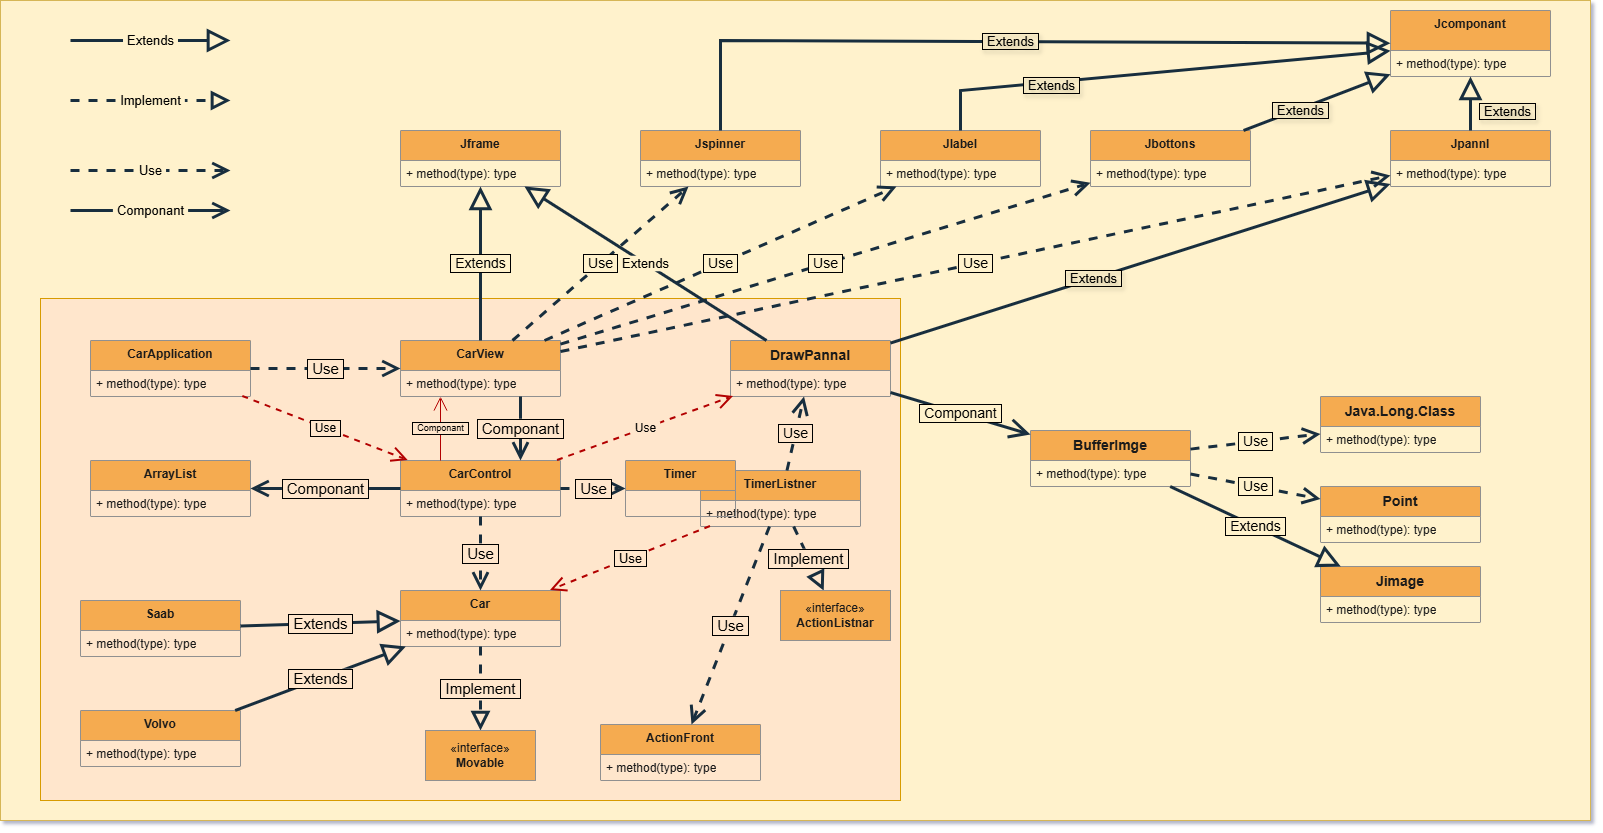 Extends
Implement
Use
Componant
Jcomponant
+ method(type): type
Extends
Extends
Extends
Extends
Jframe
+ method(type): type
Jspinner
+ method(type): type
Jlabel
+ method(type): type
Jbottons
+ method(type): type
Jpannl
+ method(type): type
Extends
Use
Extends
Use
Use
Use
Extends
CarApplication
+ method(type): type
Use
CarView
+ method(type): type
DrawPannal
+ method(type): type
Use
Componant
Componant
Use
Use
Componant
ArrayList
+ method(type): type
Componant
CarControl
+ method(type): type
Use
Timer
TimerListner
+ method(type): type
BufferImge
+ method(type): type
Use
Java.Long.Class
+ method(type): type
Use
Point
+ method(type): type
Extends
Jimage
+ method(type): type
Use
Use
Implement
Saab
+ method(type): type
Extends
Car
+ method(type): type
«interface»
ActionListnar
Use
Extends
Implement
Volvo
+ method(type): type
«interface»
Movable
ActionFront
+ method(type): type